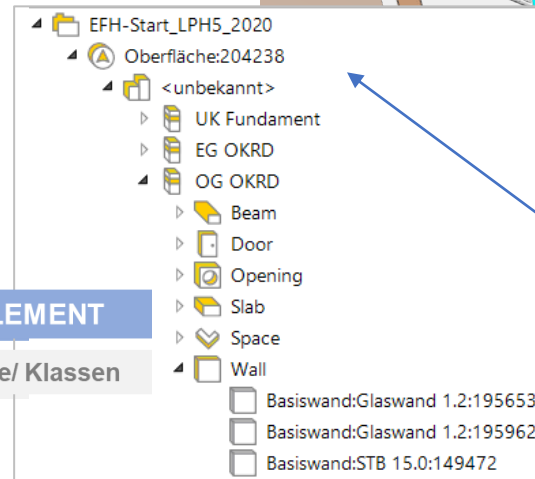 EFH-Start_LPH5_2020
Oberfläche:204238
<unbekannt>
UK Fundament
EG OKRD
OG OKRD
Beam
Door
Opening
Slab
LEMENT
Space
e/ Klassen
Wall
Basiswand:Glaswand 1.2:195653
Basiswand:Glaswand 1.2:195962
Basiswand:STB 15.0:149472